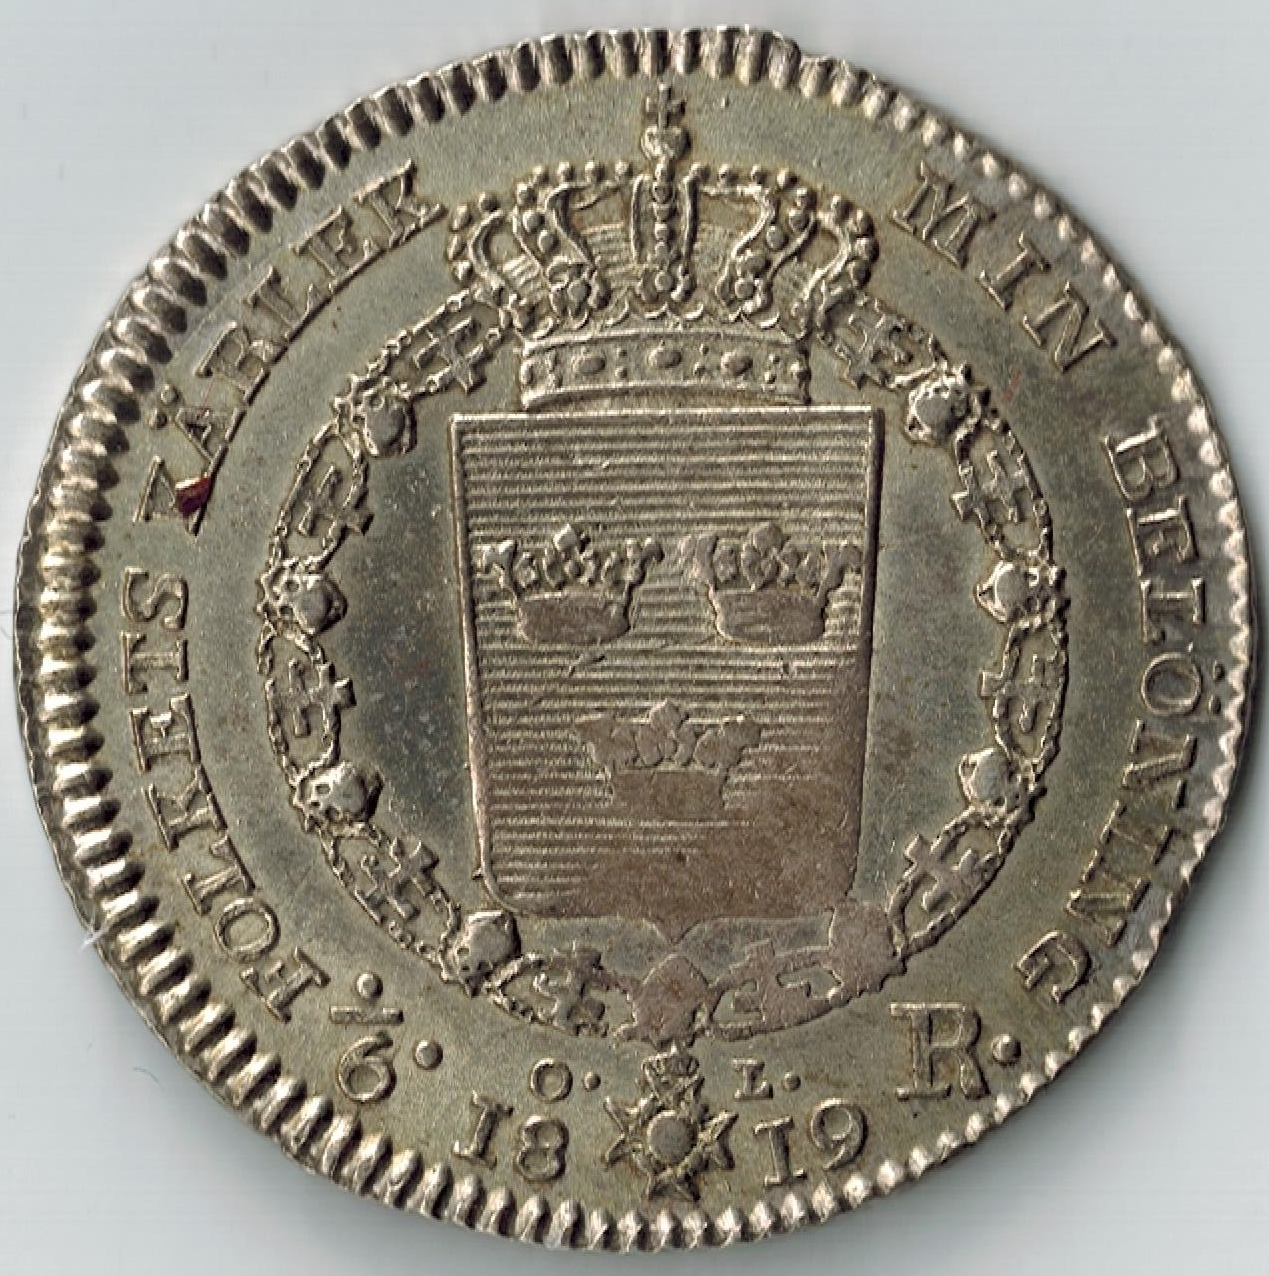 FOLKETS KÄRLEK MIN BELÖNING
1/6. R.
O. L.
18 19